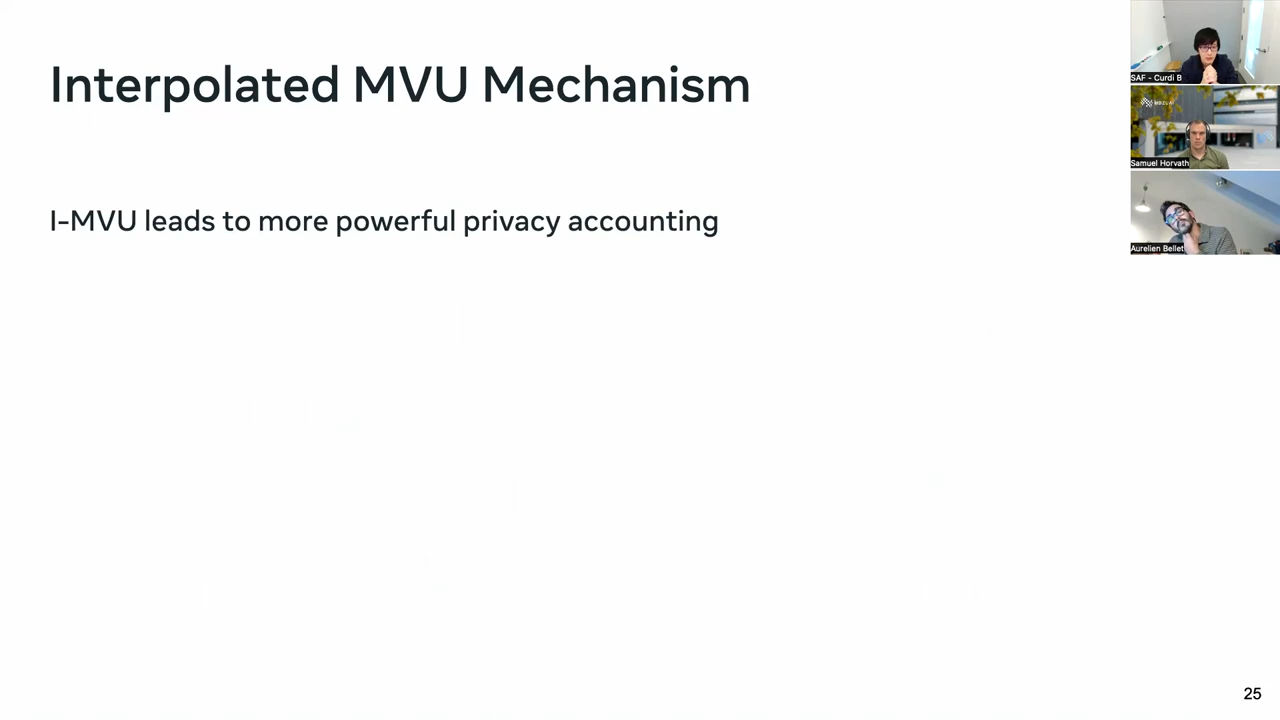 Interpolated MVU Mechanism
I-MVU leads to more powerful privacy accounting
SAF - Curdi B
Samuel Horvath
Aurelien Bellet
25